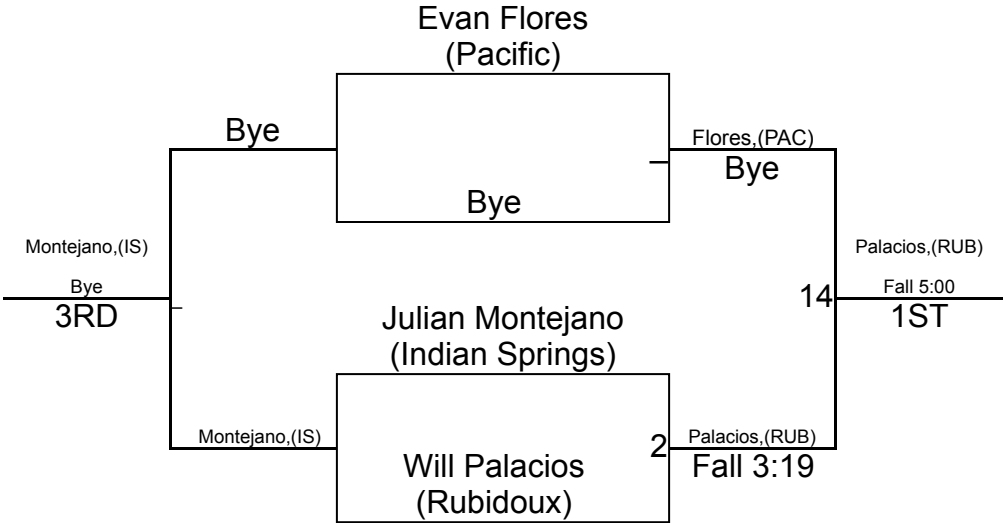 Evan Flores
(Pacific)
Bye
Flores,(PAC)
Bye
Bye
Montejano,(IS)
Bye
3RD
Palacios,(RUB)
Fall 5:00
1ST
14
Julian Montejano
(Indian Springs)
Montejano,(IS)
2
Palacios,(RUB)
Fall 3:19
Will Palacios
(Rubidoux)